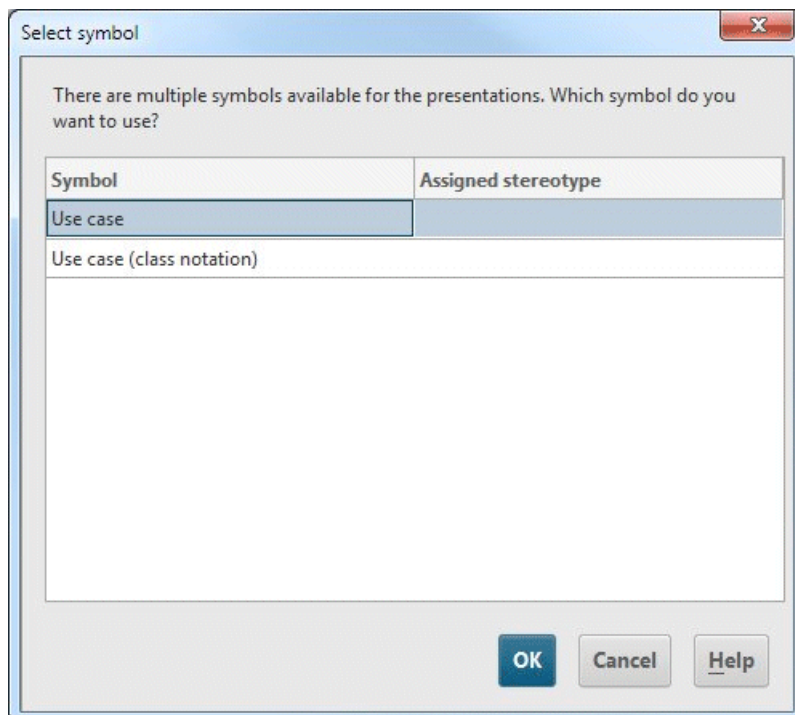 Select symbol
There are multiple symbols available for the presentations. Which symbol do you
want to use?
Symbol Assigned stereotype
Use case
Use case (class notation)
OK Cancel Help